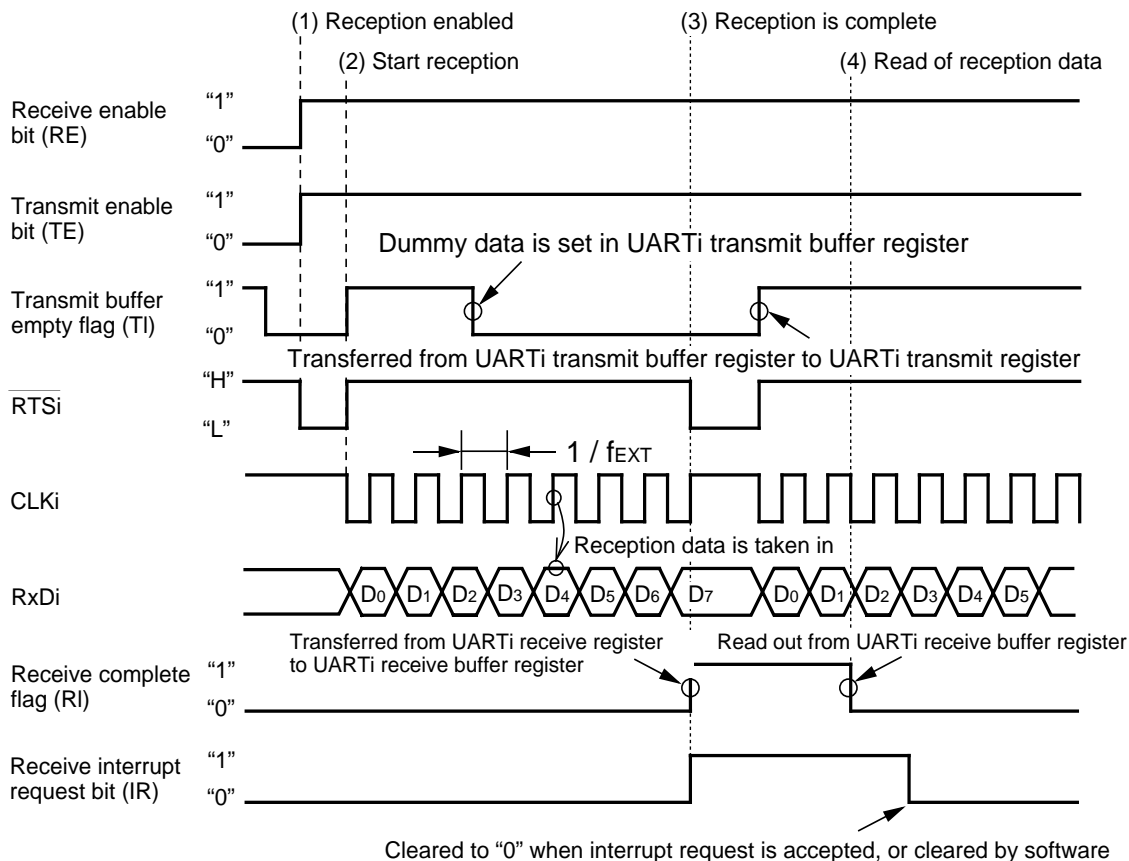 (1) Reception enabled
(3) Reception is complete
(2) Start reception
(4) Read of reception data
Receive enable
bit (RE)
“1”
“0”
Transmit enable
bit (TE)
“1”
“0”
Dummy data is set in UARTi transmit buffer register
Transmit buffer
empty flag (TI)
“1”
“0”
Transferred from UARTi transmit buffer register to UARTi transmit register
RTSi
“H”
“L”
1 / fEXT
CLKi
Reception data is taken in
RxDi
D0 D1 D2 D3 D4 D5 D6 D7 D0 D1 D2 D3 D4 D5
Transferred from UARTi receive register
to UARTi receive buffer register
Read out from UARTi receive buffer register
Receive complete
flag (RI)
“1”
“0”
Receive interrupt
request bit (IR)
“1”
“0”
Cleared to “0” when interrupt request is accepted, or cleared by software